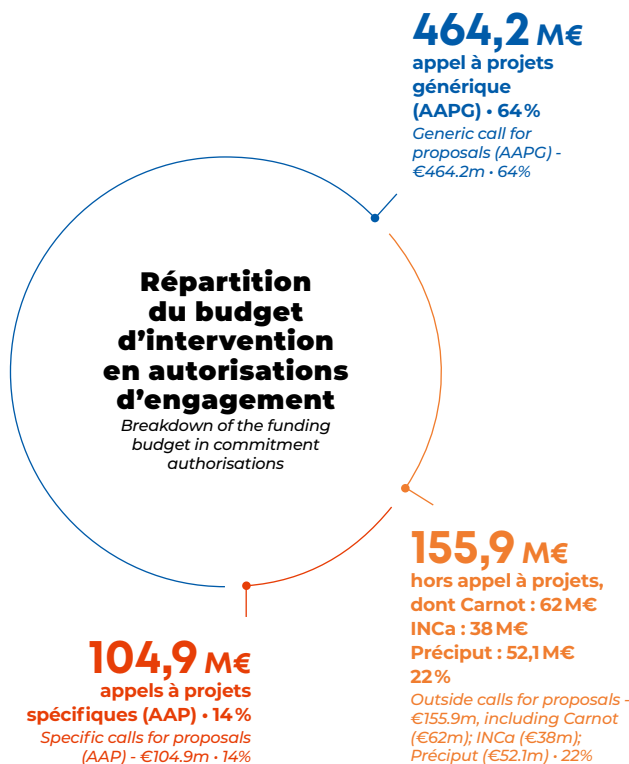 464,2 M€
appel à projets
générique
(AAPG) • 64 %
Generic call for
proposals (AAPG) -
€464.2m • 64%
Répartition
du budget
d’intervention
en autorisations
d’engagement
Breakdown of the funding
budget in commitment
authorisations
155,9 M€
hors appel à projets,
dont Carnot : 62 M€
INCa : 38 M€
Préciput : 52,1 M€
22 %
Outside calls for proposals -
€155.9m, including Carnot
(€62m); INCa (€38m);
Préciput (€52.1m) • 22%
104,9 M€
appels à projets
spécifiques (AAP) • 14 %
Specific calls for proposals
(AAP) - €104.9m • 14%